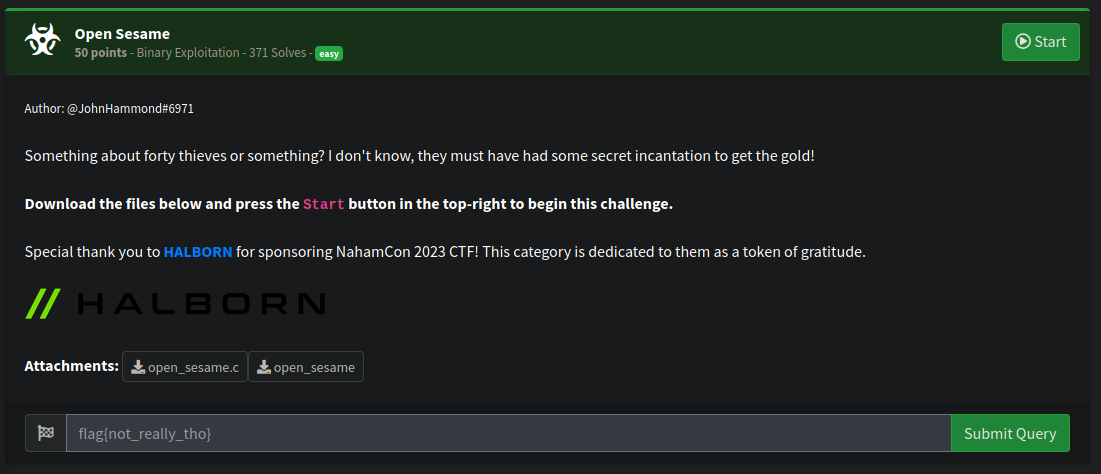 Open Sesame
50 points - Binary Exploitation - 371 Solves - easy
Start
Author: @JohnHammond#6971
Something about forty thieves or something? I don't know, they must have had some secret incantation to get the gold!
Download the files below and press the Start button in the top-right to begin this challenge.
Special thank you to HALBORN for sponsoring NahamCon 2023 CTF! This category is dedicated to them as a token of gratitude.
HALBORN
Attachments: open_sesame.c open_sesame
flag{not_really_tho} Submit Query